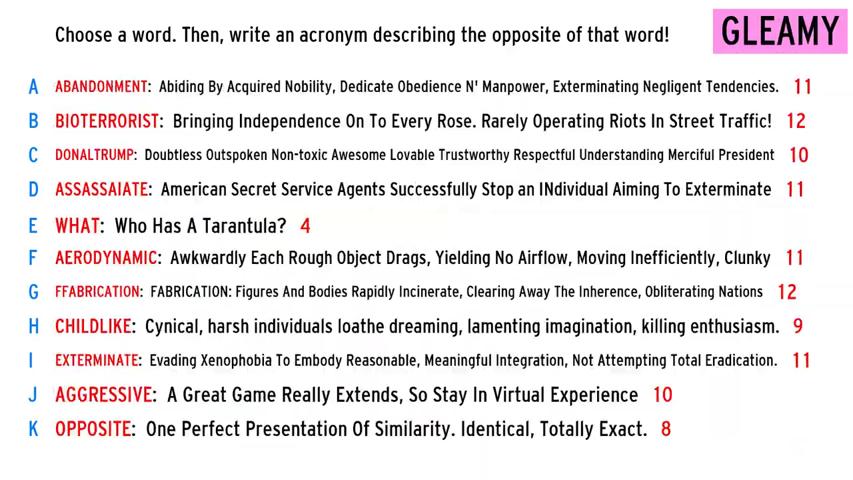 Choose a word. Then, write an acronym describing the opposite of that word!
GLEAMY
A ABANDONMENT: Abiding By Acquired Nobility, Dedicate Obedience N' Manpower, Exterminating Negligent Tendencies. 11
B BIOTERRORIST: Bringing Independence On To Every Rose. Rarely Operating Riots In Street Traffic! 12
C DONALTRUMP: Doubtless Outspoken Non-toxic Awesome Lovable Trustworthy Respectful Understanding Merciful President 10
D ASSASSAIATE: American Secret Service Agents Successfully Stop an INdividual Aiming To Exterminate 11
E WHAT: Who Has A Tarantula? 4
F AERODYNAMIC: Awkwardly Each Rough Object Drags, Yielding No Airflow, Moving Inefficiently, Clunky 11
G FFABRICATION: FABRICATION: Figures And Bodies Rapidly Incinerate, Clearing Away The Inherence, Obliterating Nations 12
H CHILDLIKE: Cynical, harsh individuals loathe dreaming, lamenting imagination, killing enthusiasm. 9
I EXTERMINATE: Evading Xenophobia To Embody Reasonable, Meaningful Integration, Not Attempting Total Eradication. 11
J AGGRESSIVE: A Great Game Really Extends, So Stay In Virtual Experience 10
K OPPOSITE: One Perfect Presentation Of Similarity. Identical, Totally Exact. 8